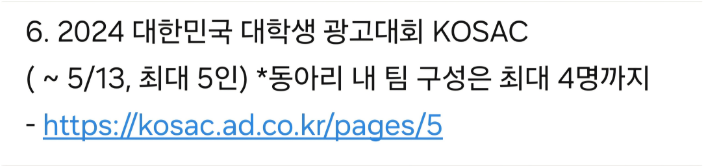 6. 2024 대한민국 대학생 광고대회 KOSAC
( ~ 5/13, 최대 5인) *동아리 내 팀 구성은 최대 4명까지
- https://kosac.ad.co.kr/pages/5